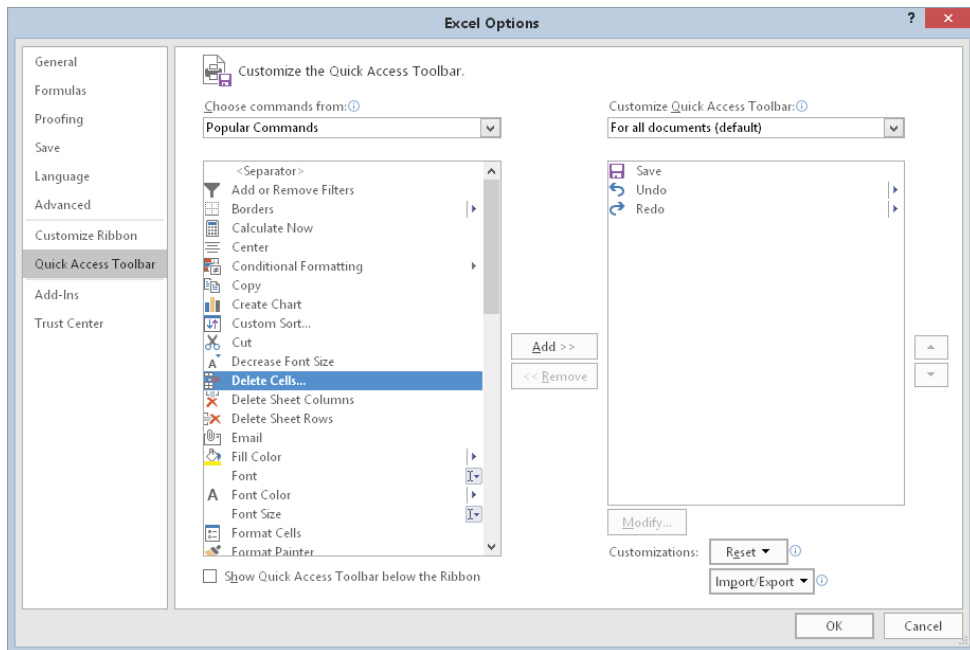 Excel Options
?
General
Formulas
Proofing
Save
Language
Advanced
Customize Ribbon
Quick Access Toolbar
Add-Ins
Trust Center
Customize the Quick Access Toolbar.
Choose commands from:
Popular Commands
<Separator>
Add or Remove Filters
Borders
Calculate Now
Center
Conditional Formatting
Copy
Create Chart
Custom Sort...
Cut
Decrease Font Size
Delete Cells...
Delete Sheet Columns
Delete Sheet Rows
Email
Fill Color
Font
Font Color
Font Size
Format Cells
Format Painter
Show Quick Access Toolbar below the Ribbon
Add >>
<< Remove
Customize Quick Access Toolbar:
For all documents (default)
Save
Undo
Redo
Modify...
Customizations: Reset
Import/Export
OK Cancel